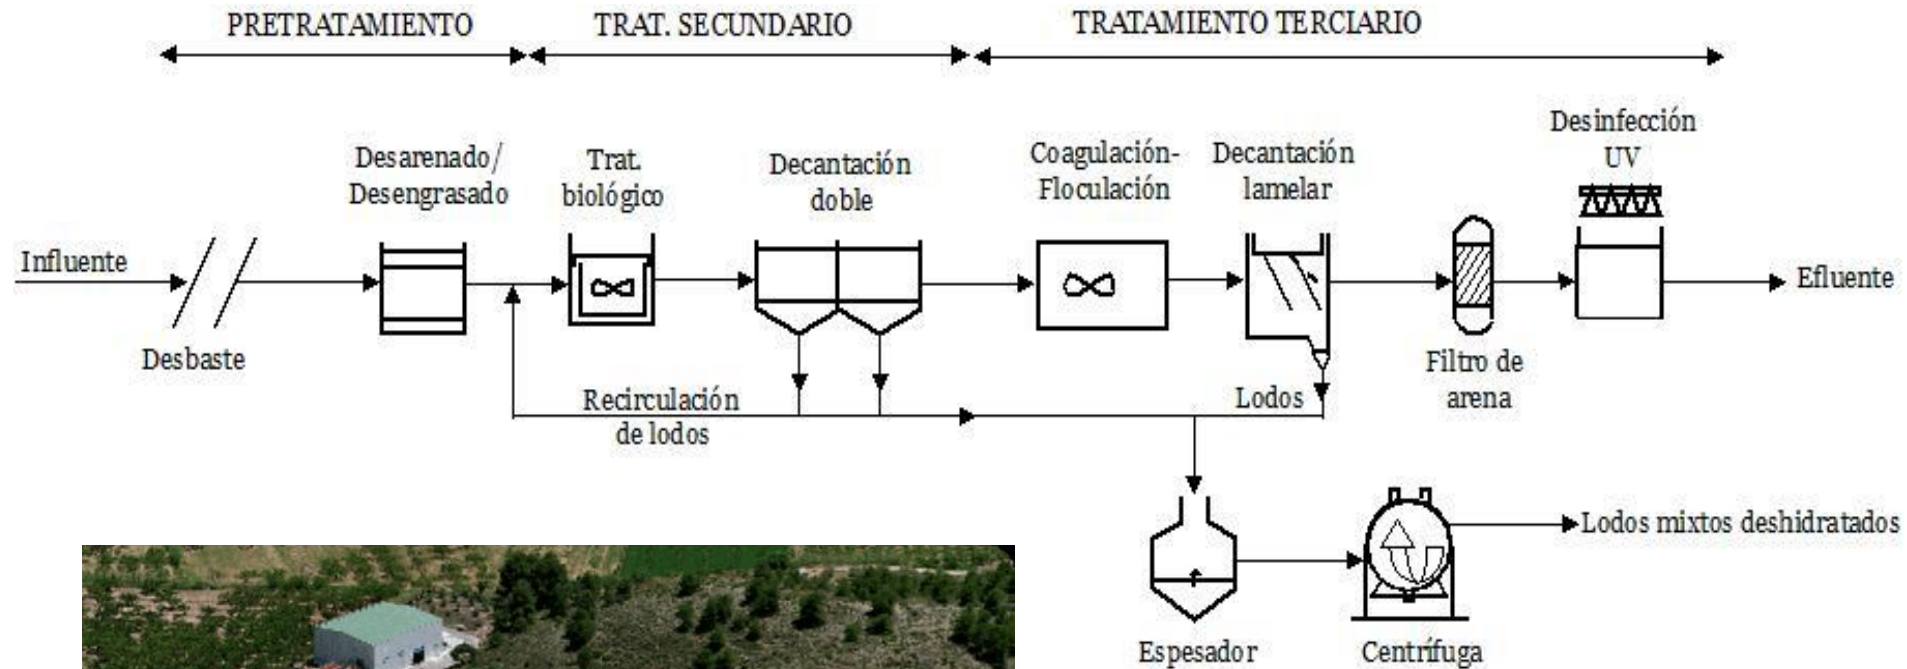 PRETRATAMIENTO
TRAT. SECUNDARIO
TRATAMIENTO TERCIARIO
Influente
Desbaste
Desarenado/
Desengrasado
Trat.
biológico
Decantación
doble
Coagulación-
Floculación
Decantación
lamelar
Filtro de
arena
Desinfección
UV
Efluente
Recirculación
de lodos
Lodos
Espesador
Centrífuga
Lodos mixtos deshidratados